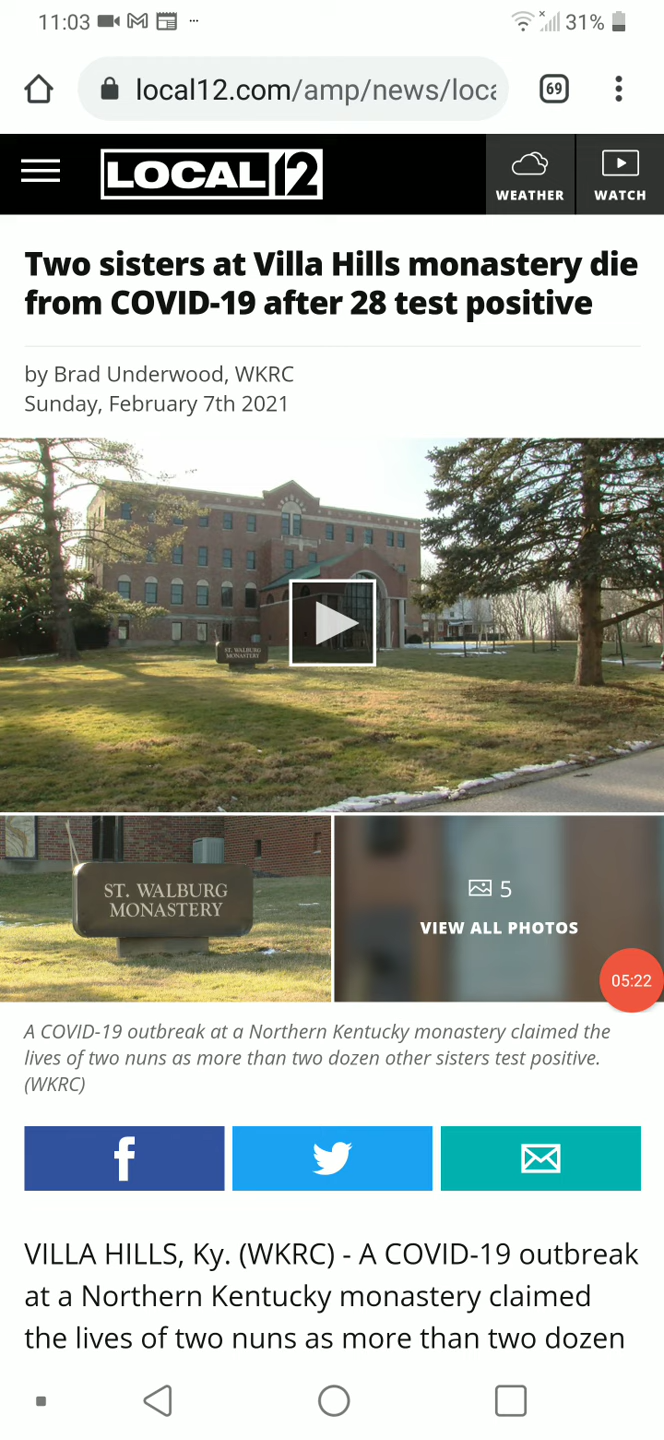 11:03
31%
local12.com/amp/news/loca
69
LOCAL 12
WEATHER
WATCH
Two sisters at Villa Hills monastery die
from COVID-19 after 28 test positive
by Brad Underwood, WKRC
Sunday, February 7th 2021
ST. WALBURG
MONASTERY
ST. WALBURG
MONASTERY
5
VIEW ALL PHOTOS
05:22
A COVID-19 outbreak at a Northern Kentucky monastery claimed the
lives of two nuns as more than two dozen other sisters test positive.
(WKRC)
VILLA HILLS, Ky. (WKRC) - A COVID-19 outbreak
at a Northern Kentucky monastery claimed
the lives of two nuns as more than two dozen